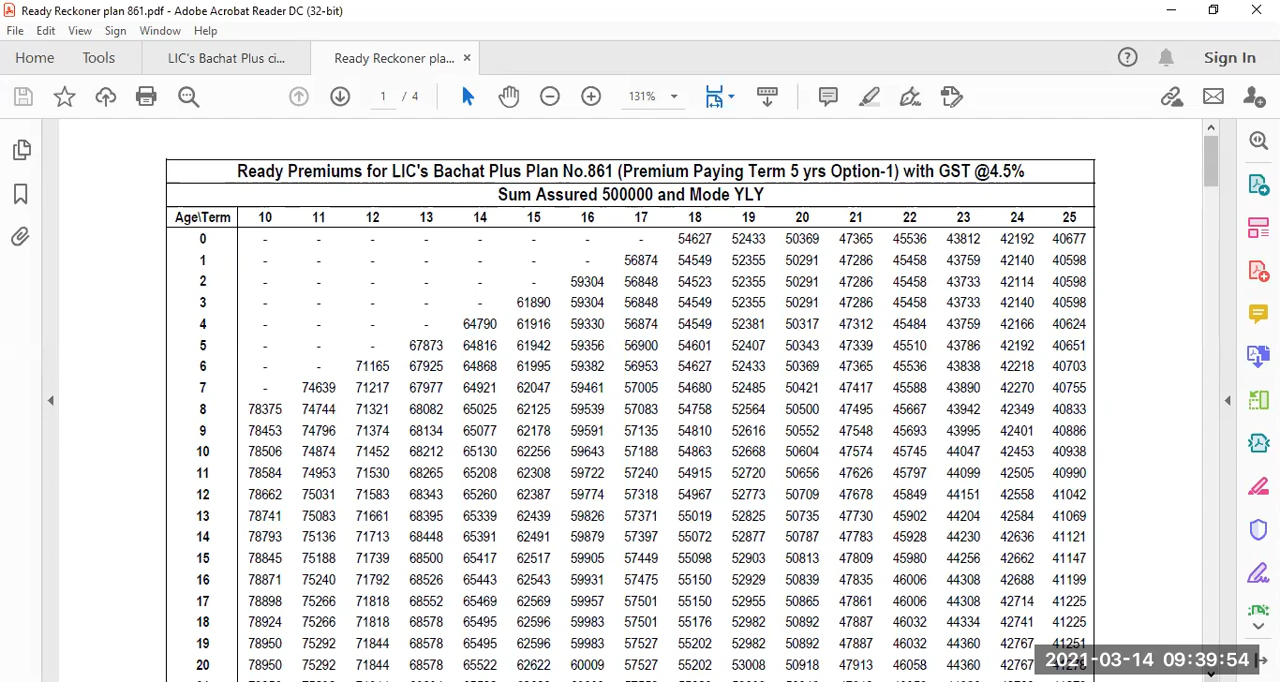 Ready Reckoner plan 861.pdf - Adobe Acrobat Reader DC (32-bit)
File Edit View Sign Window Help
Home Tools LIC's Bachat Plus ci... Ready Reckoner pla... × Sign In
1 / 4 131%
Ready Premiums for LIC's Bachat Plus Plan No.861 (Premium Paying Term 5 yrs Option-1) with GST @4.5%
Sum Assured 500000 and Mode YLY
Age\Term 10 11 12 13 14 15 16 17 18 19 20 21 22 23 24 25
0 - - - - - - - - 54627 52433 50369 47365 45536 43812 42192 40677
1 - - - - - - - 56874 54549 52355 50291 47286 45458 43759 42140 40598
2 - - - - - - 59304 56848 54523 52355 50291 47286 45458 43733 42114 40598
3 - - - - - 61890 59304 56848 54549 52355 50291 47286 45458 43733 42140 40598
4 - - - - 64790 61916 59330 56874 54549 52381 50317 47312 45484 43759 42166 40624
5 - - - 67873 64816 61942 59356 56900 54601 52407 50343 47339 45510 43786 42192 40651
6 - - 71165 67925 64868 61995 59382 56953 54627 52433 50369 47365 45536 43838 42218 40703
7 - 74639 71217 67977 64921 62047 59461 57005 54680 52485 50421 47417 45588 43890 42270 40755
8 78375 74744 71321 68082 65025 62125 59539 57083 54758 52564 50500 47495 45667 43942 42349 40833
9 78453 74796 71374 68134 65077 62178 59591 57135 54810 52616 50552 47548 45693 43995 42401 40886
10 78506 74874 71452 68212 65130 62256 59643 57188 54863 52668 50604 47574 45745 44047 42453 40938
11 78584 74953 71530 68265 65208 62308 59722 57240 54915 52720 50656 47626 45797 44099 42505 40990
12 78662 75031 71583 68343 65260 62387 59774 57318 54967 52773 50709 47678 45849 44151 42558 41042
13 78741 75083 71661 68395 65339 62439 59826 57371 55019 52825 50735 47730 45902 44204 42584 41069
14 78793 75136 71713 68448 65391 62491 59879 57397 55072 52877 50787 47783 45928 44230 42636 41121
15 78845 75188 71739 68500 65417 62517 59905 57449 55098 52903 50813 47809 45980 44256 42662 41147
16 78871 75240 71792 68526 65443 62543 59931 57475 55150 52929 50839 47835 46006 44308 42688 41199
17 78898 75266 71818 68552 65469 62569 59957 57501 55150 52955 50865 47861 46006 44308 42714 41225
18 78924 75266 71818 68578 65495 62596 59983 57501 55176 52982 50892 47887 46032 44334 42741 41225
19 78950 75292 71844 68578 65495 62596 59983 57527 55202 52982 50892 47887 46032 44360 42767 41251
20 78950 75292 71844 68578 65522 62622 60009 57527 55202 53008 50918 47913 46058 44360 42767
2021-03-14 09:39:54